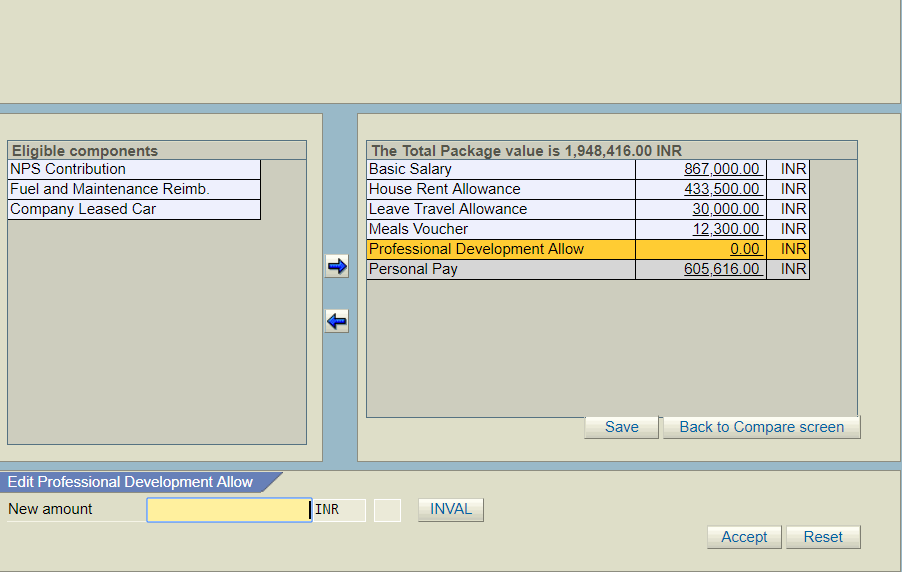 Eligible components
NPS Contribution
Fuel and Maintenance Reimb.
Company Leased Car
The Total Package value is 1,948,416.00 INR
Basic Salary 867,000.00 INR
House Rent Allowance 433,500.00 INR
Leave Travel Allowance 30,000.00 INR
Meals Voucher 12,300.00 INR
Professional Development Allow 0.00 INR
Personal Pay 605,616.00 INR
Save Back to Compare screen
Edit Professional Development Allow
New amount INR INVAL
Accept Reset